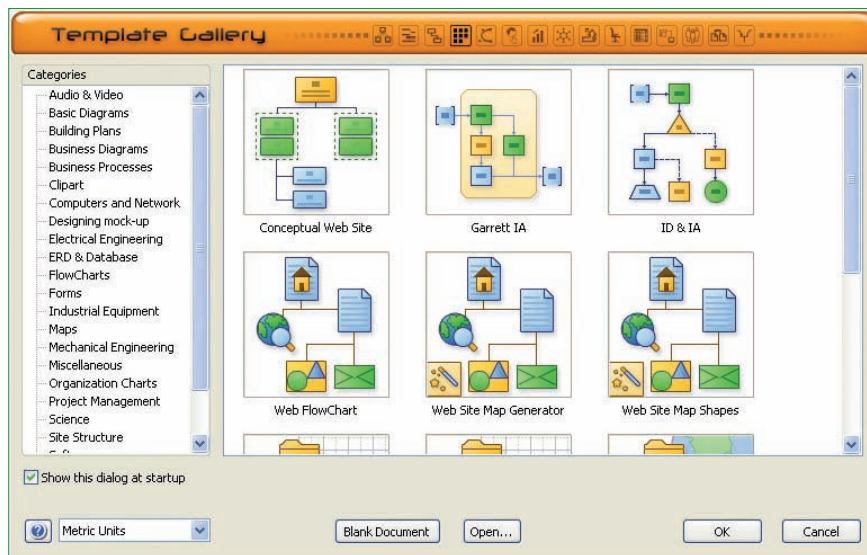 Template Gallery
Categories
Audio & Video
Basic Diagrams
Building Plans
Business Diagrams
Business Processes
Clipart
Computers and Network
Designing mock-up
Electrical Engineering
ERD & Database
FlowCharts
Forms
Industrial Equipment
Maps
Mechanical Engineering
Miscellaneous
Organization Charts
Project Management
Science
Site Structure
Conceptual Web Site
Garrett IA
ID & IA
Web FlowChart
Web Site Map Generator
Web Site Map Shapes
Show this dialog at startup
Metric Units
Blank Document
Open...
OK
Cancel